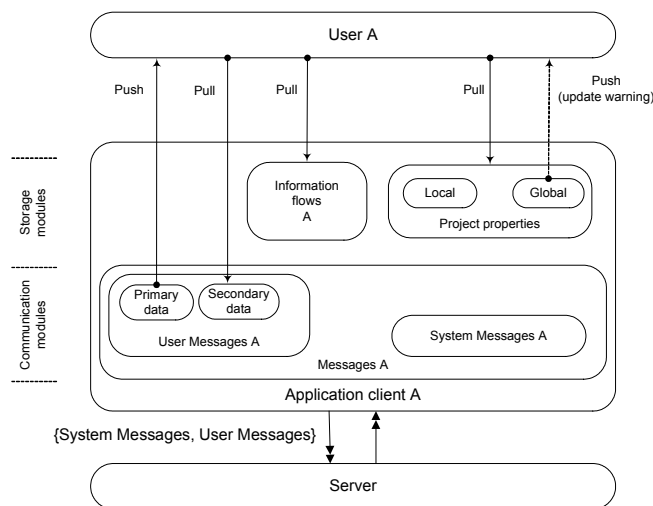 User A
Push
Pull
Pull
Pull
Push
(update warning)
Storage
modules
Information
flows
A
Local
Global
Project properties
Communication
modules
Primary
data
Secondary
data
User Messages A
System Messages A
Messages A
Application client A
{System Messages, User Messages}
Server